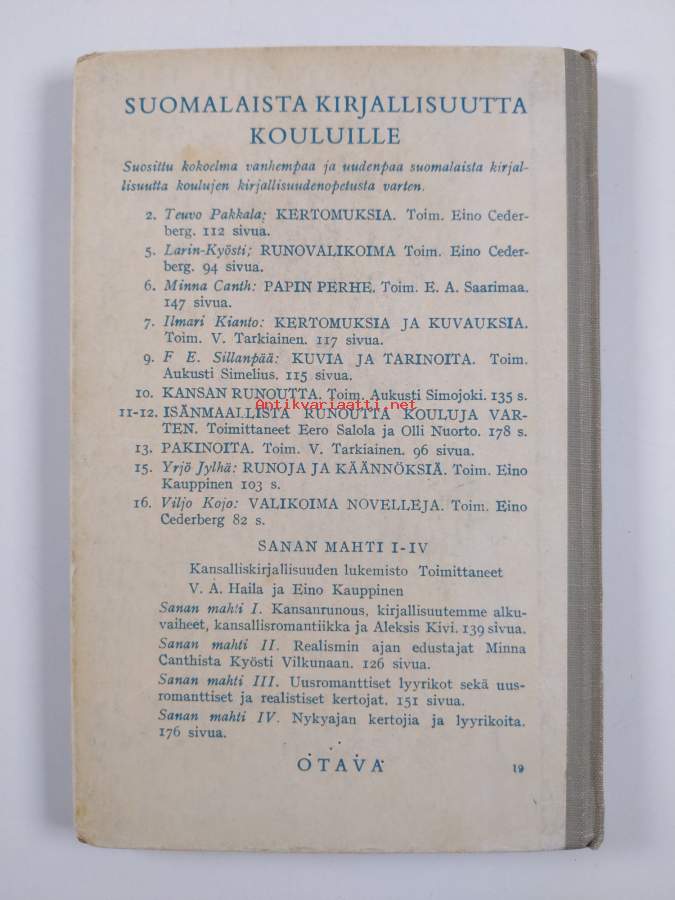 SUOMALAISTA KIRJALLISUUTTA
KOULUILLE
Suosittu kokoelma vanhempaa ja uudenpaa suomalaista kirjal-
lisuutta koulujen kirjallisuudenopetusta varten.
2. Teuvo Pakkala: KERTOMUKSIA. Toim. Eino Ceder-
berg. 112 sivua.
5. Larin-Kyösti; RUNOVALIKOIMA Toim. Eino Ceder-
berg. 94 sivua.
6. Minna Canth: PAPIN PERHE. Toim. E. A. Saarimaa.
147 sivua.
7. Ilmari Kianto: KERTOMUKSIA JA KUVAUKSIA.
Toim. V. Tarkiainen. 117 sivua.
9. F E. Sillanpää: KUVIA JA TARINOITA. Toim.
Aukusti Simelius. 115 sivua.
10. KANSAN RUNOUTTA. Toim. Aukusti Simojoki. 135 s.
Antikvariaatti.net
11-12. ISÄNMAALLISTA RUNOUTTA KOULUJA VAR-
TEN. Toimittaneet Eero Salola ja Olli Nuorto. 178 s.
13. PAKINOITA. Toim. V. Tarkiainen. 96 sivua.
15. Yrjö Jylhä: RUNOJA JA KÄÄNNÖKSIÄ. Toim. Eino
Kauppinen 103 s.
16. Viljo Kojo: VALIKOIMA NOVELLEJA. Toim. Eino
Cederberg 82 s.
SANAN MAHTI I-IV
Kansalliskirjallisuuden lukemisto Toimittaneet
V. A. Haila ja Eino Kauppinen
Sanan mahti I. Kansanrunous, kirjallisuutemme alku-
vaiheet, kansallisromantiikka ja Aleksis Kivi. 139 sivua.
Sanan mahti II. Realismin ajan edustajat Minna
Canthista Kyösti Vilkunaan. 126 sivua.
Sanan mahti III. Uusromanttiset lyyrikot sekä uus-
romanttiset ja realistiset kertojat. 151 sivua.
Sanan mahti IV. Nykyajan kertojia ja lyyrikoita.
176 sivua.
OTAVA
19